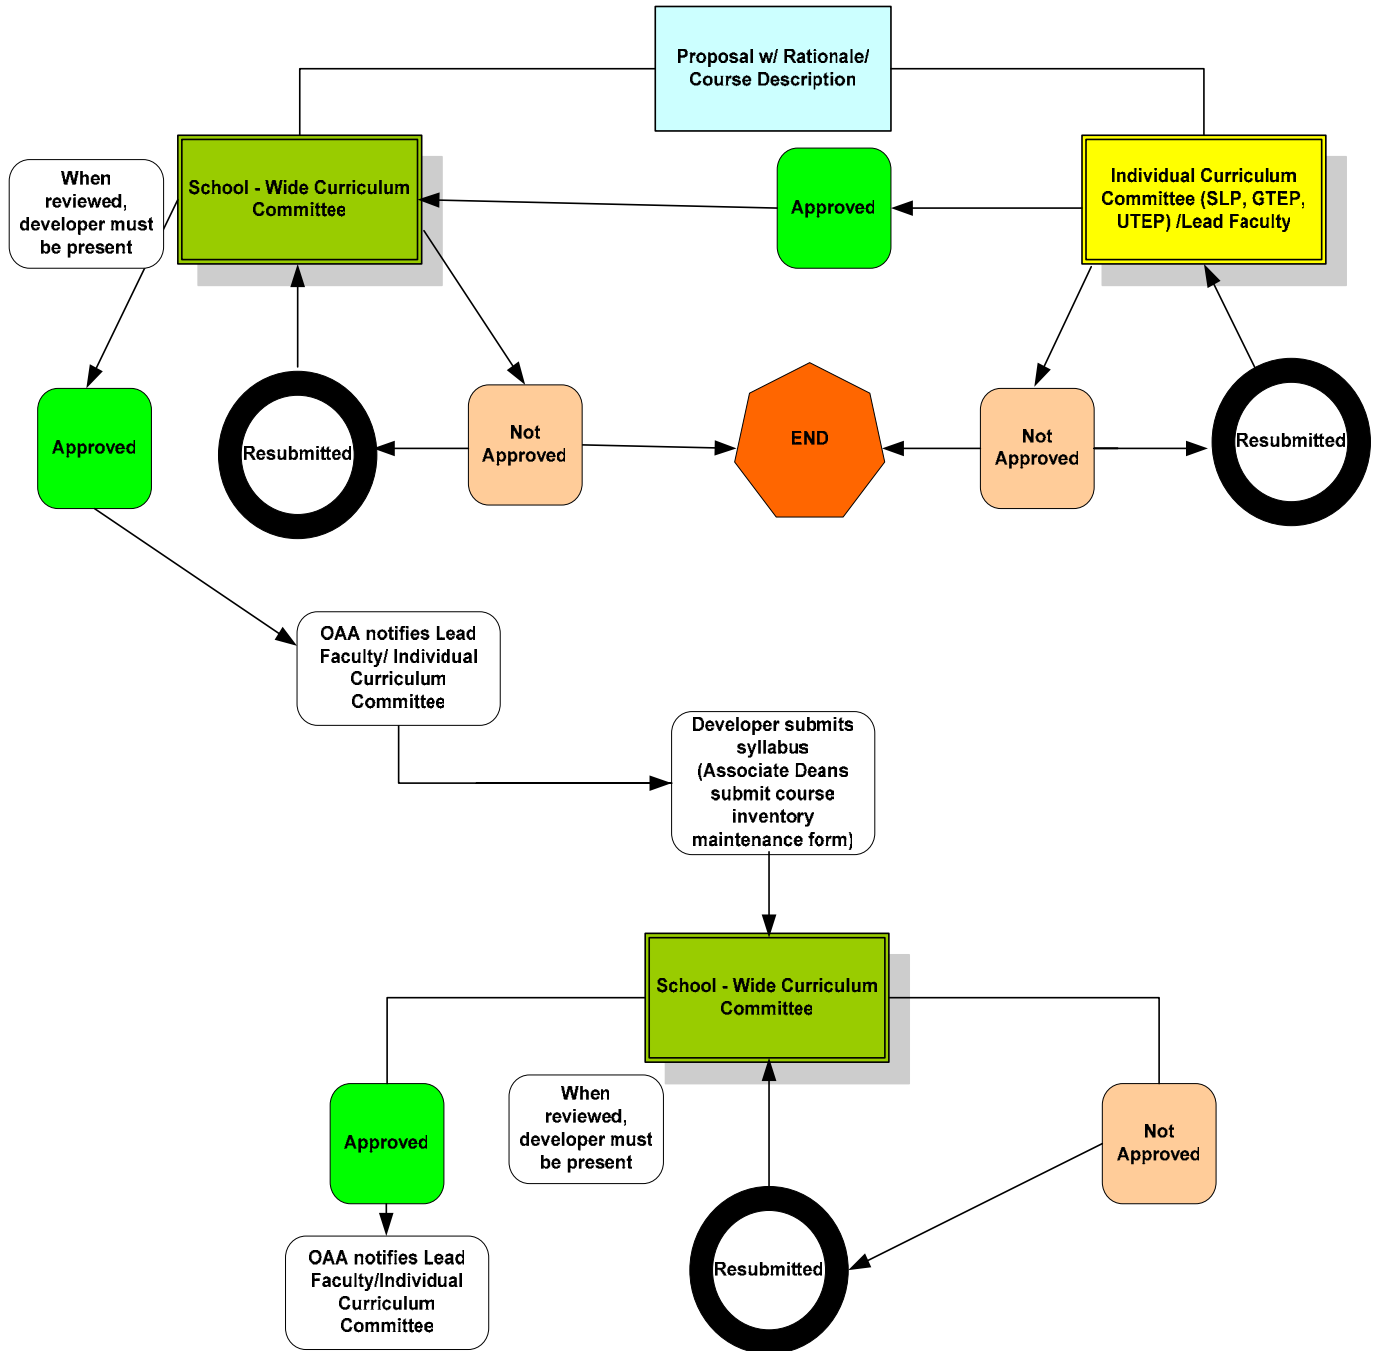 Proposal w/ Rationale/
Course Description
When
reviewed,
developer must
be present
School - Wide Curriculum
Committee
Approved
Individual Curriculum
Committee (SLP, GTEP,
UTEP) /Lead Faculty
Approved
Resubmitted
Not
Approved
END
Not
Approved
Resubmitted
OAA notifies Lead
Faculty/ Individual
Curriculum
Committee
Developer submits
syllabus
(Associate Deans
submit course
inventory
maintenance form)
School - Wide Curriculum
Committee
When
reviewed,
developer must
be present
Approved
Not
Approved
Resubmitted
OAA notifies Lead
Faculty/Individual
Curriculum
Committee